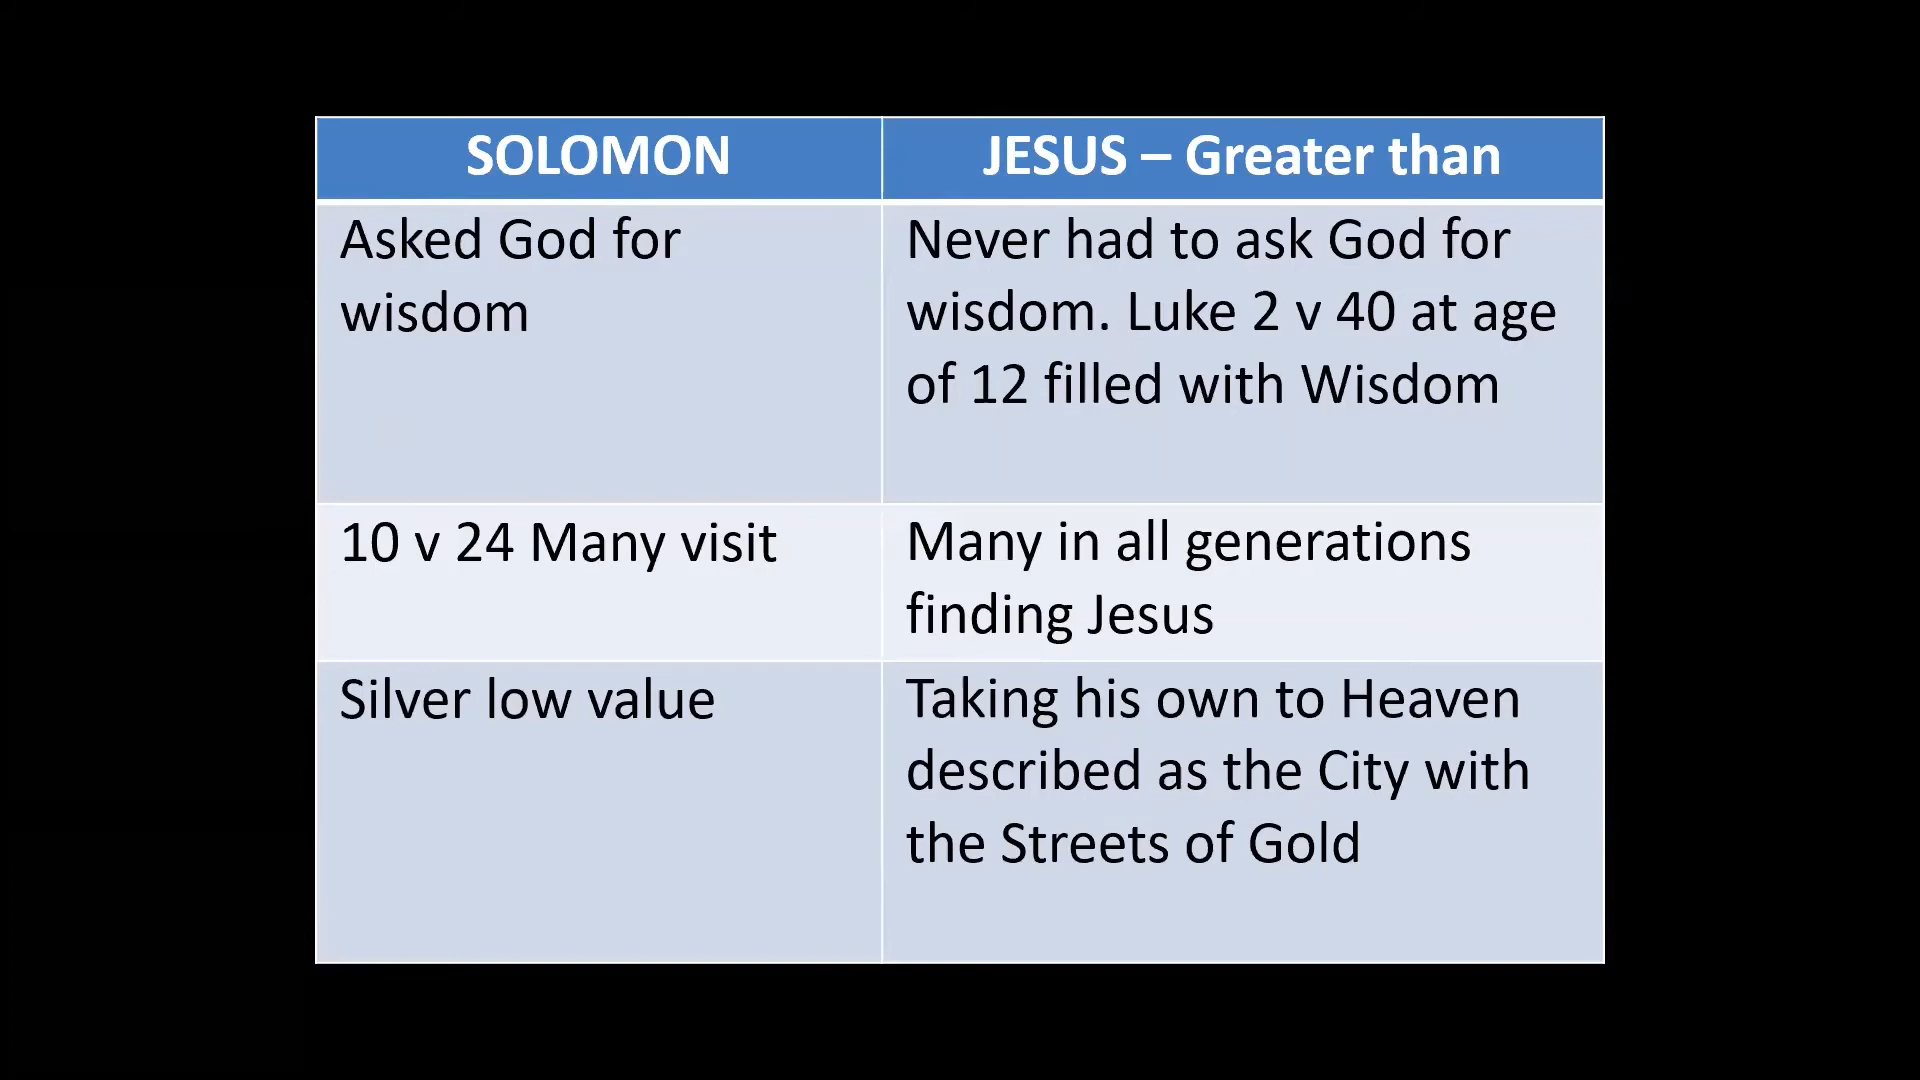 SOLOMON
JESUS – Greater than
Asked God for
wisdom
Never had to ask God for
wisdom. Luke 2 v 40 at age
of 12 filled with Wisdom
10 v 24 Many visit
Many in all generations
finding Jesus
Silver low value
Taking his own to Heaven
described as the City with
the Streets of Gold